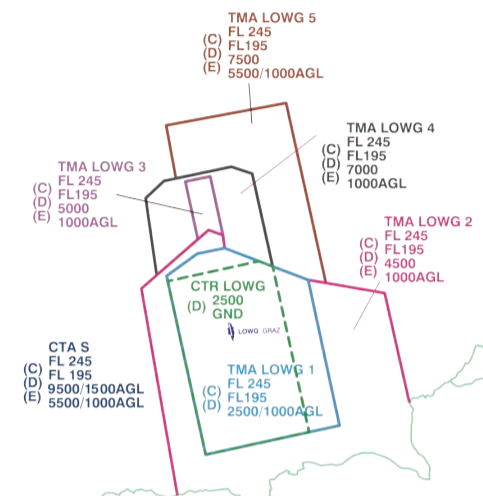 TMA LOWG 5
FL 245
(C) FL195
(D) 7500
(E) 5500/1000AGL
TMA LOWG 4
FL 245
(C) FL195
(D) 7000
(E) 1000AGL
TMA LOWG 3
FL 245
(C) FL195
(D) 5000
(E) 1000AGL
TMA LOWG 2
FL 245
(C) FL195
(D) 4500
(E) 1000AGL
CTR LOWG
(D) 2500
GND
LOWG GRAZ
CTA S
FL 245
(C) FL 195
(D) 9500/1500AGL
(E) 5500/1000AGL
TMA LOWG 1
FL 245
(C) FL195
(D) 2500/1000AGL